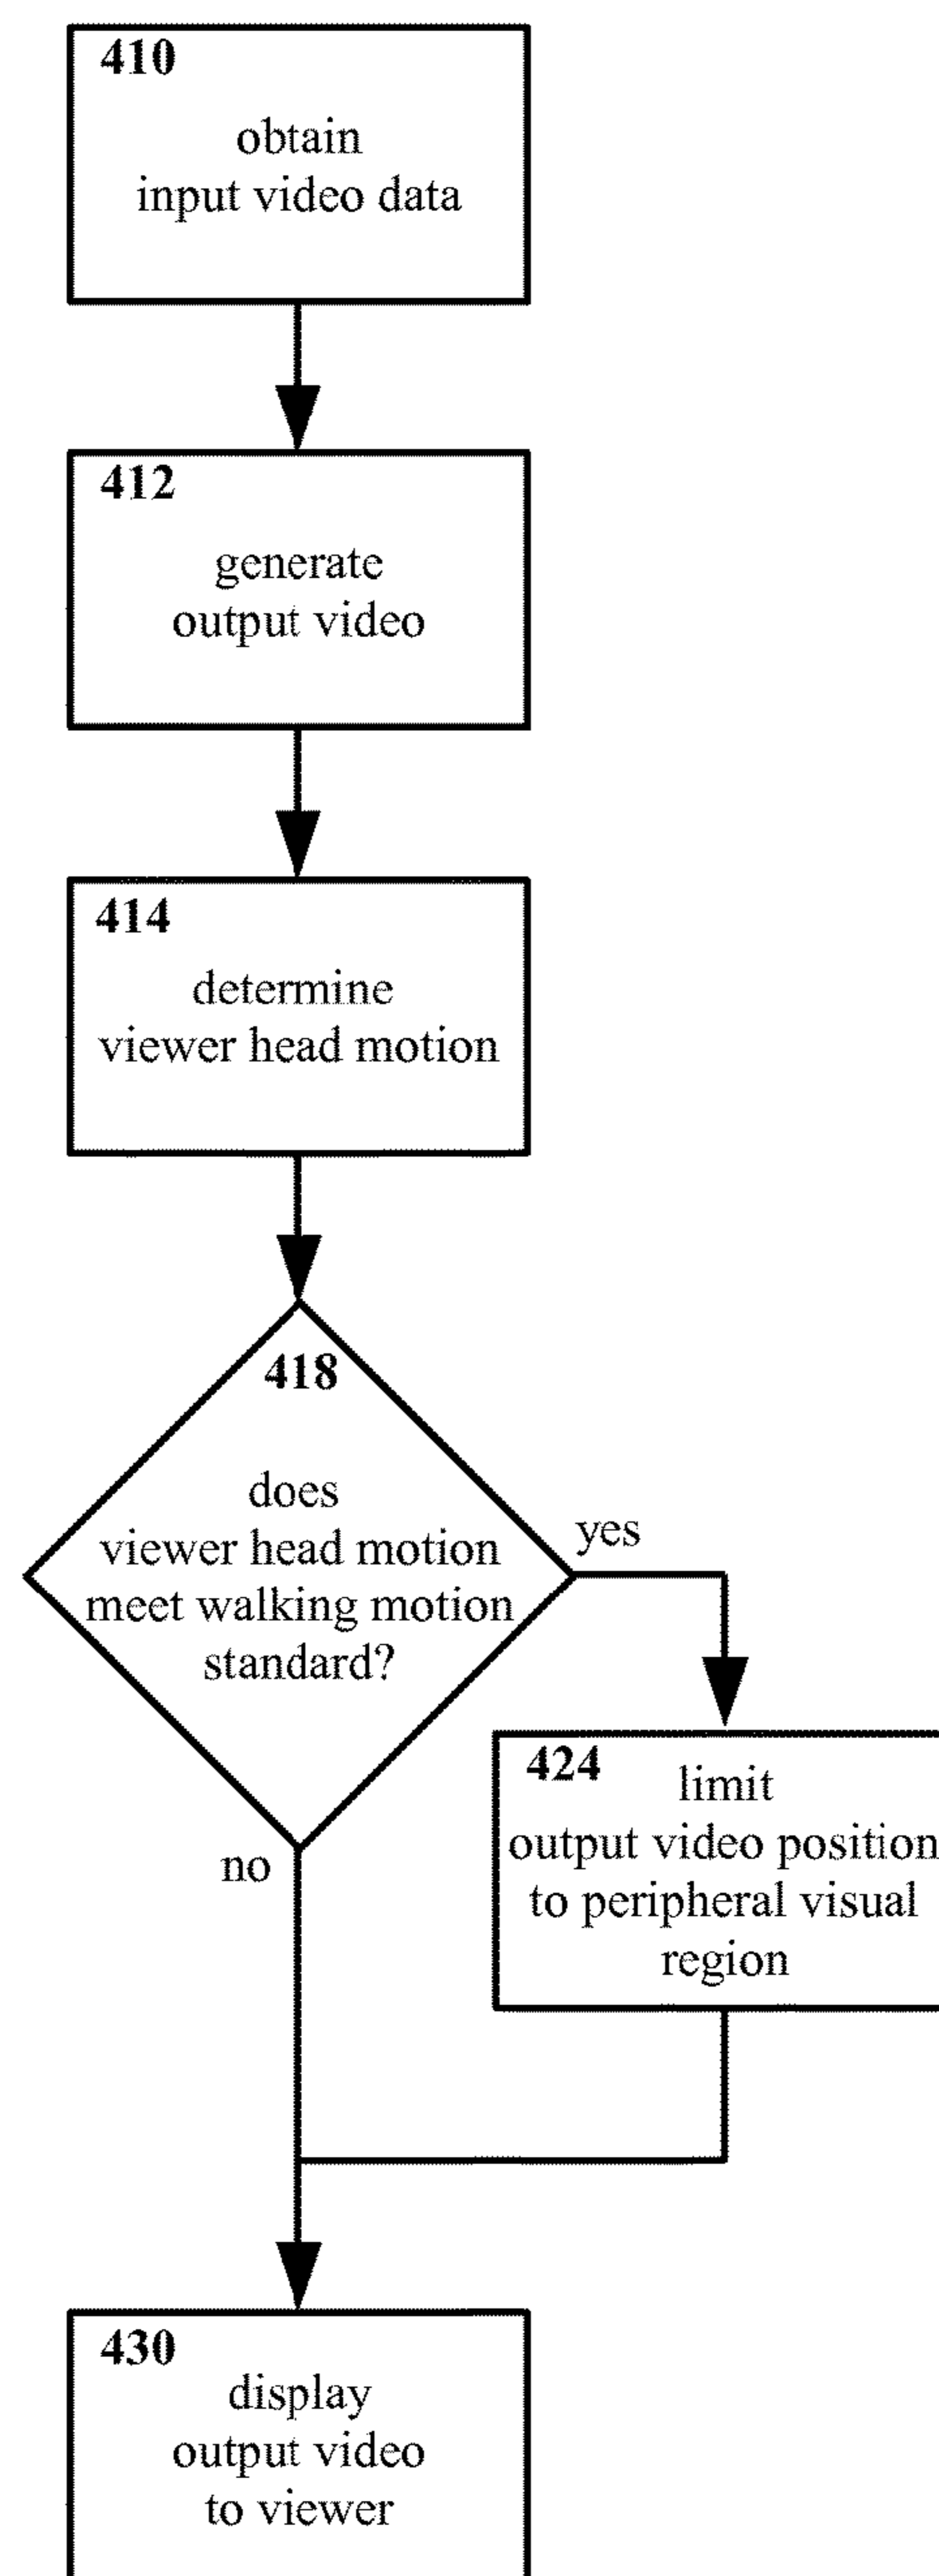 410
obtain
input video data
412
generate
output video
414
determine
viewer head motion
418
does
viewer head motion
meet walking motion
standard?
yes
no
424
limit
output video position
to peripheral visual
region
430
display
output video
to viewer